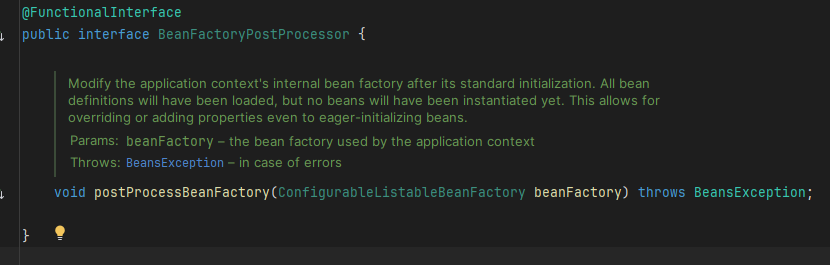 @FunctionalInterface
public interface BeanFactoryPostProcessor {
Modify the application context's internal bean factory after its standard initialization. All bean
definitions will have been loaded, but no beans will have been instantiated yet. This allows for
overriding or adding properties even to eager-initializing beans.
Params: beanFactory – the bean factory used by the application context
Throws: BeansException – in case of errors
void postProcessBeanFactory(ConfigurableListableBeanFactory beanFactory) throws BeansException;
}